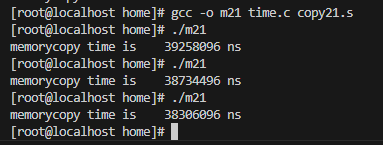 [root@localhost home]# gcc -o m21 time.c copy21.s
[root@localhost home]# ./m21
memorycopy time is   39258096 ns
[root@localhost home]# ./m21
memorycopy time is   38734496 ns
[root@localhost home]# ./m21
memorycopy time is   38306096 ns
[root@localhost home]#